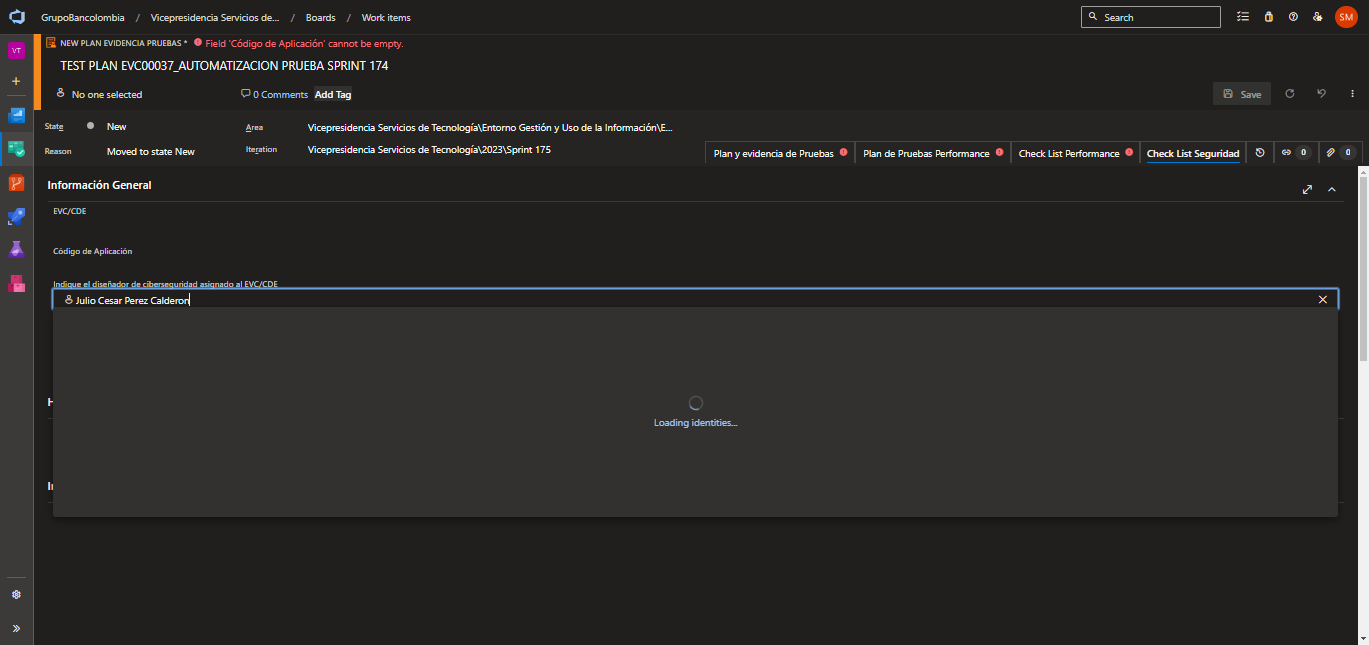 GrupoBancolombia / Vicepresidencia Servicios de... / Boards / Work items
Search
SM
VT
NEW PLAN EVIDENCIA PRUEBAS * Field 'Código de Aplicación' cannot be empty.
TEST PLAN EVC00037_AUTOMATIZACION PRUEBA SPRINT 174
No one selected
0 Comments
Add Tag
Save
State
New
Area
Vicepresidencia Servicios de Tecnología\Entorno Gestión y Uso de la Información\E...
Reason
Moved to state New
Iteration
Vicepresidencia Servicios de Tecnología\2023\Sprint 175
Plan y evidencia de Pruebas
Plan de Pruebas Performance
Check List Performance
Check List Seguridad
0
0
Información General
EVC/CDE
Código de Aplicación
Indique el diseñador de ciberseguridad asignado al EVC/CDE
Julio Cesar Perez Calderon
Loading identities...